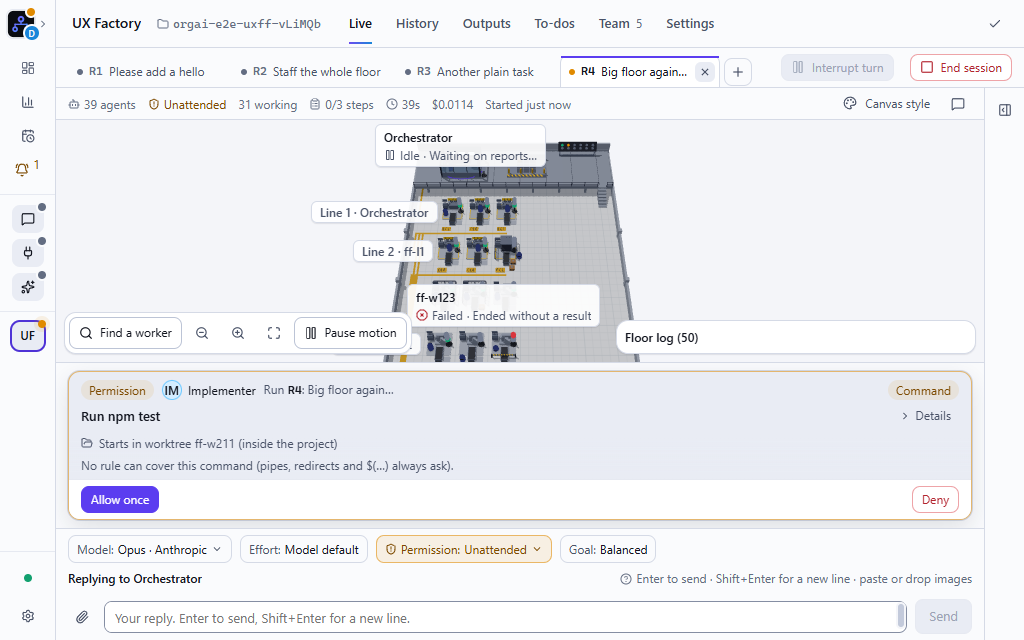 UX Factory orgai-e2e-uxff-vLiMQb Live History Outputs To-dos Team 5 Settings
D
R1 Please add a hello R2 Staff the whole floor R3 Another plain task R4 Big floor again... Interrupt turn End session
39 agents Unattended 31 working 0/3 steps 39s $0.0114 Started just now Canvas style
1
Orchestrator
Idle · Waiting on reports...
Line 1 · Orchestrator
Line 2 · ff-l1
ff-w123
Failed · Ended without a result
UF
Find a worker Pause motion
Floor log (50)
Permission IM Implementer Run R4: Big floor again... Command
Run npm test Details
Starts in worktree ff-w211 (inside the project)
No rule can cover this command (pipes, redirects and $(...) always ask).
Allow once Deny
Model: Opus · Anthropic Effort: Model default Permission: Unattended Goal: Balanced
Replying to Orchestrator Enter to send · Shift+Enter for a new line · paste or drop images
Your reply. Enter to send, Shift+Enter for a new line. Send